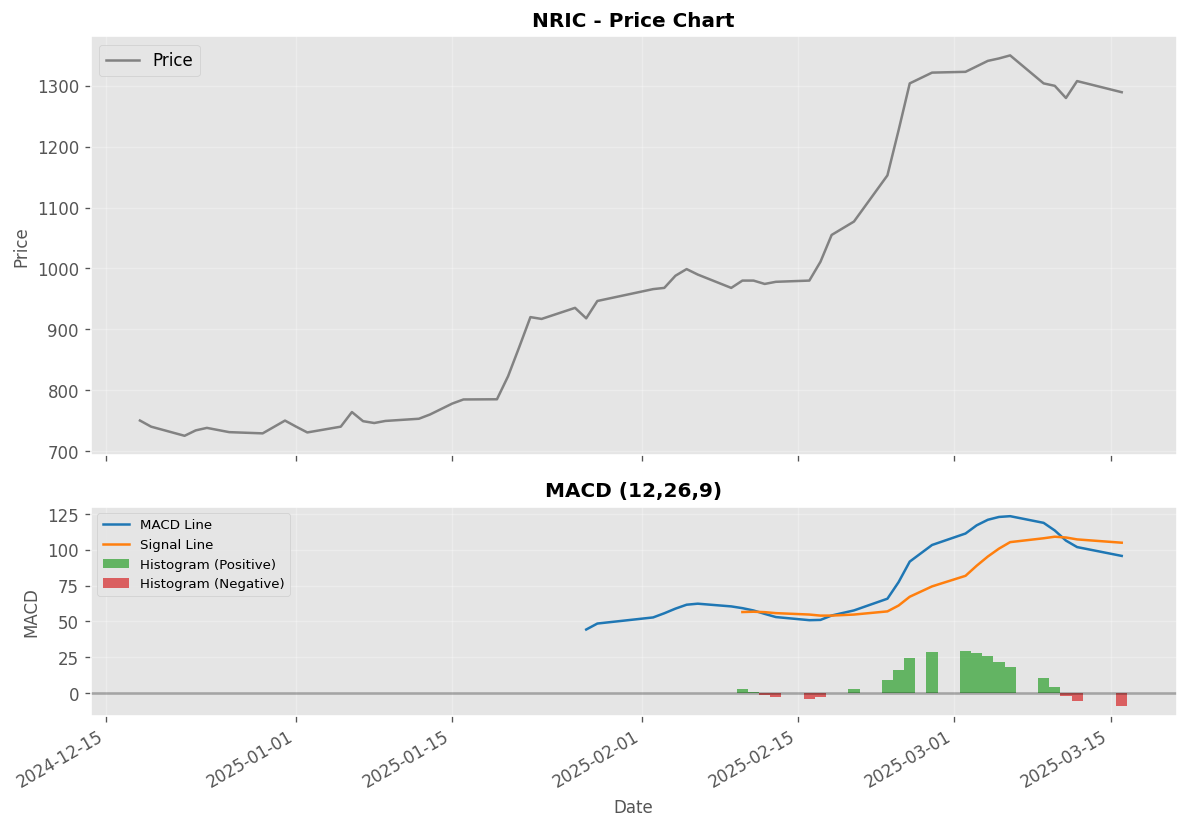 NRIC - Price Chart
Price
1300
1200
1100
1000
900
800
700
Price
MACD (12,26,9)
MACD Line
Signal Line
Histogram (Positive)
Histogram (Negative)
125
100
75
50
25
0
MACD
2024-12-15
2025-01-01
2025-01-15
2025-02-01
2025-02-15
2025-03-01
2025-03-15
Date